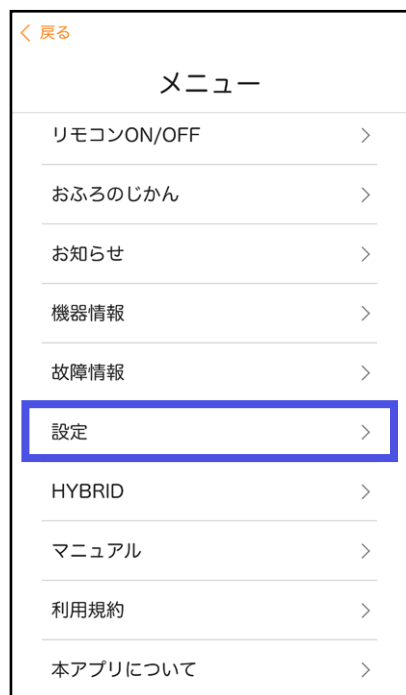 戻る
メニュー
リモコンON/OFF
おふろのじかん
お知らせ
機器情報
故障情報
設定
HYBRID
マニュアル
利用規約
本アプリについて